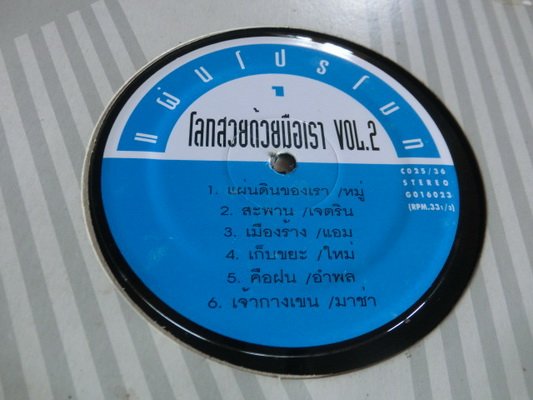 แผ่นโปรโมท
1
โลกสวยด้วยมือเรา VOL.2
CO25/36
STEREO
GO16023
(RPM.33 1/3)
1. แผ่นดินของเรา /หมู่
2. สะพาน /เจตริน
3. เมืองร้าง /แอม
4. เก็บขยะ /ใหม่
5. คือฝน /อำพล
6. เจ้ากางเขน /มาช่า